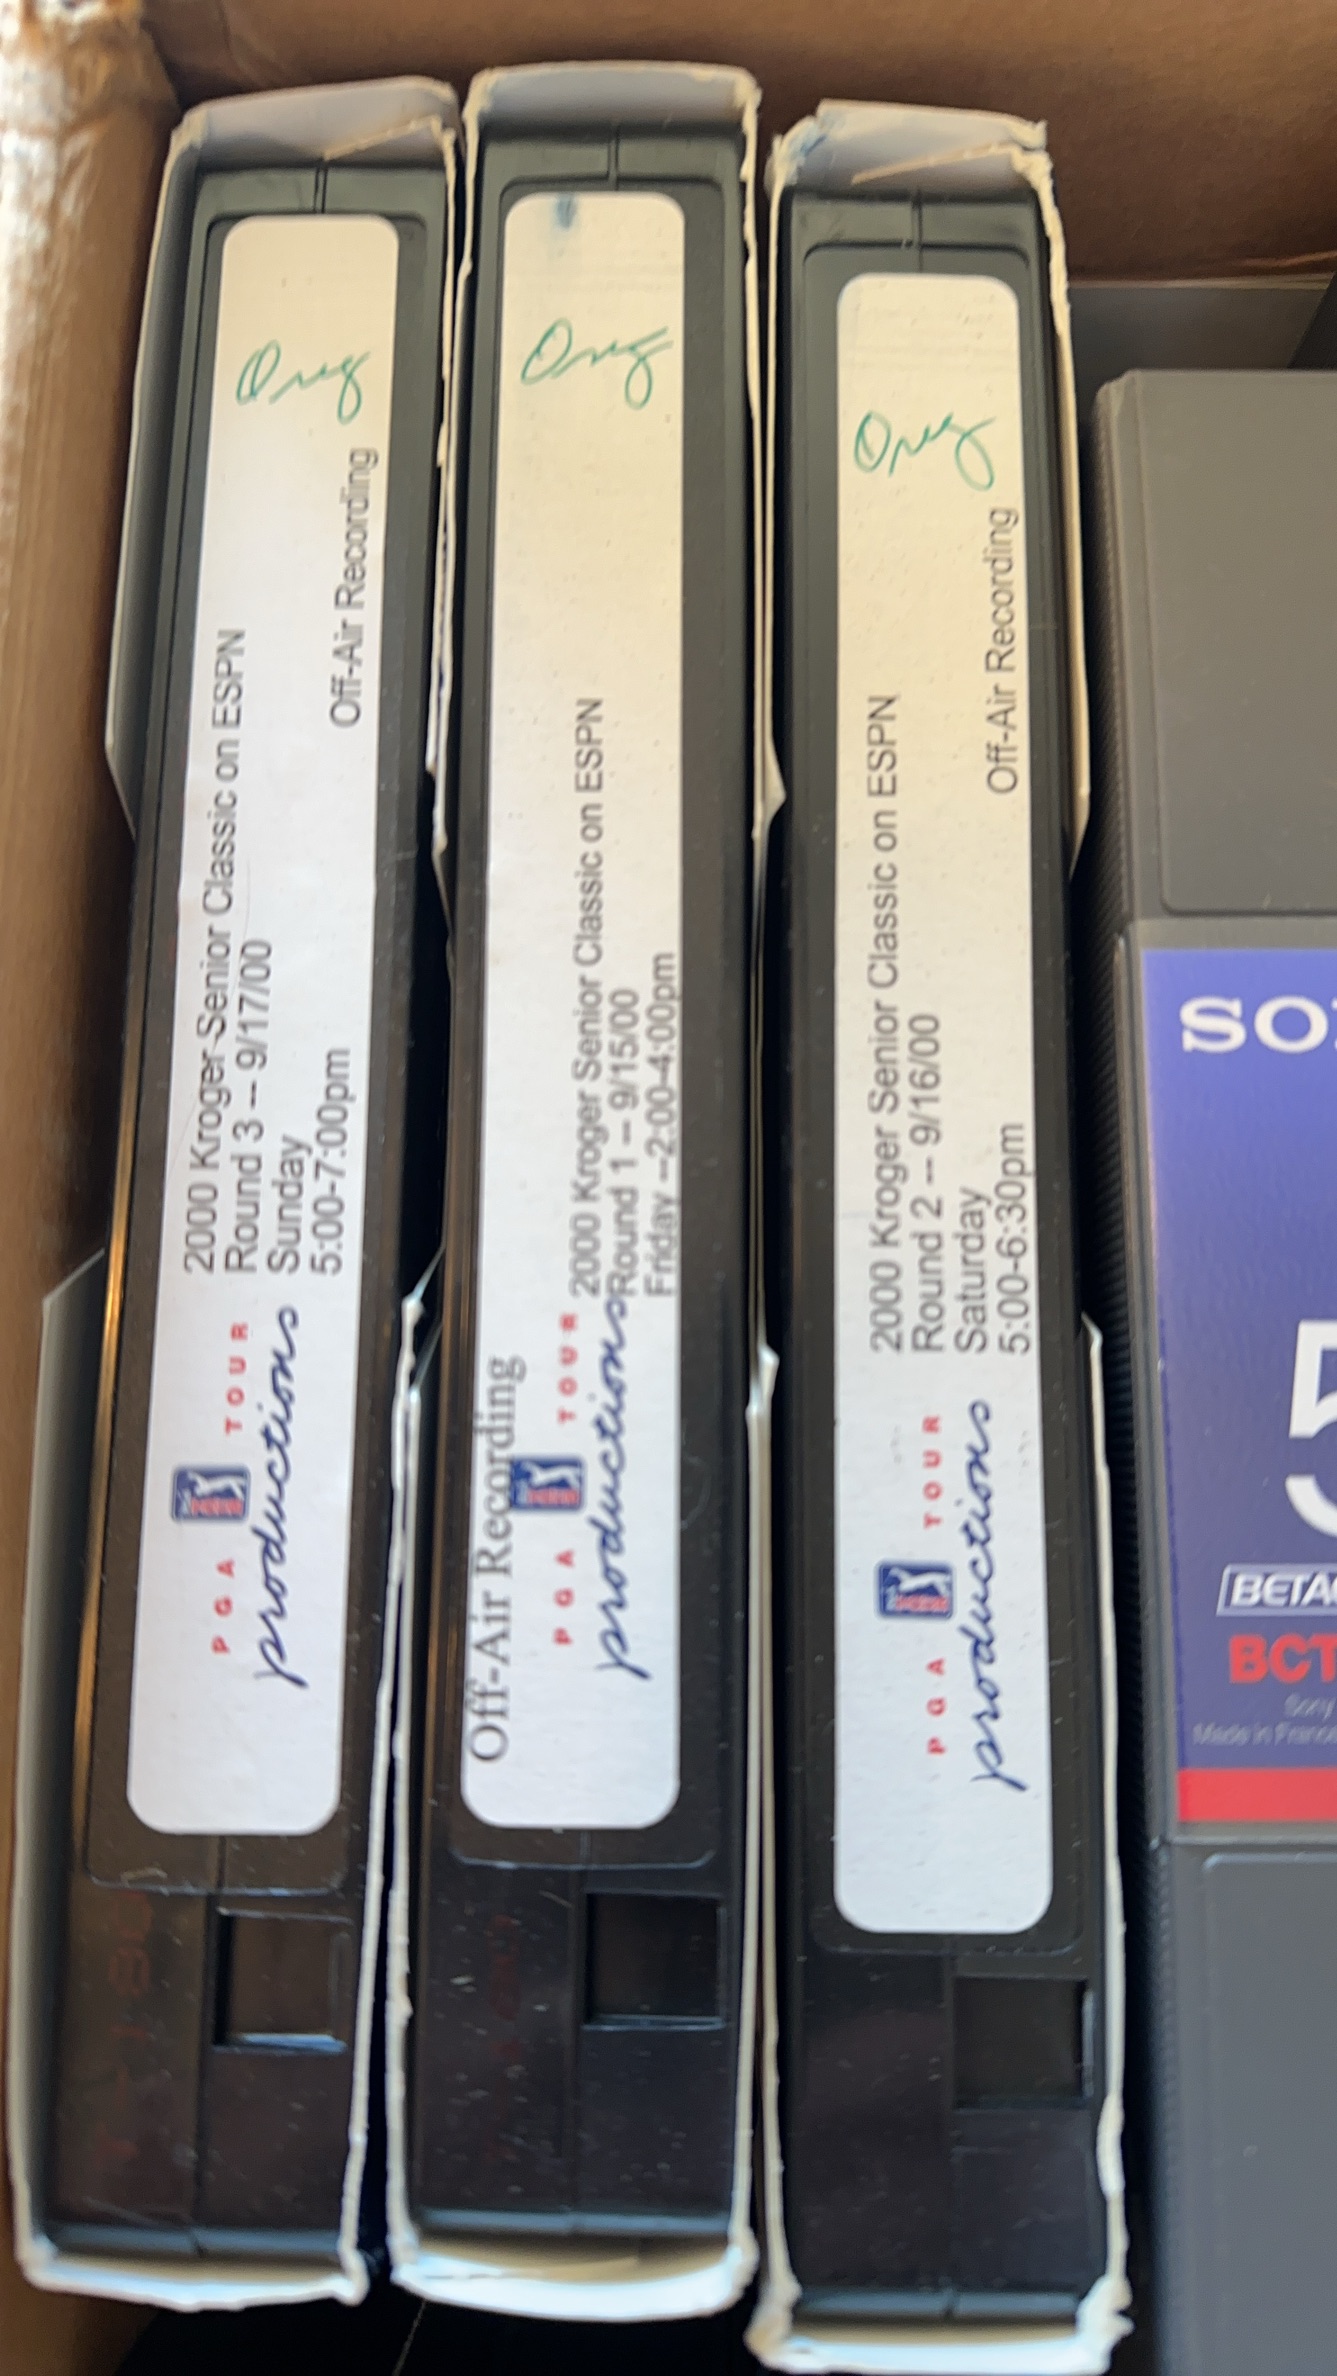 Orig
Off-Air Recording
2000 Kroger Senior Classic on ESPN
Round 3 -- 9/17/00
Sunday
5:00-7:00pm
PGA TOUR
productions
Orig
Off-Air Recording
2000 Kroger Senior Classic on ESPN
Round 1 -- 9/15/00
Friday --2:00-4:00pm
PGA TOUR
productions
Orig
Off-Air Recording
2000 Kroger Senior Classic on ESPN
Round 2 -- 9/16/00
Saturday
5:00-6:30pm
PGA TOUR
productions
SO
5
BETA
BCT
Sony
Made in France